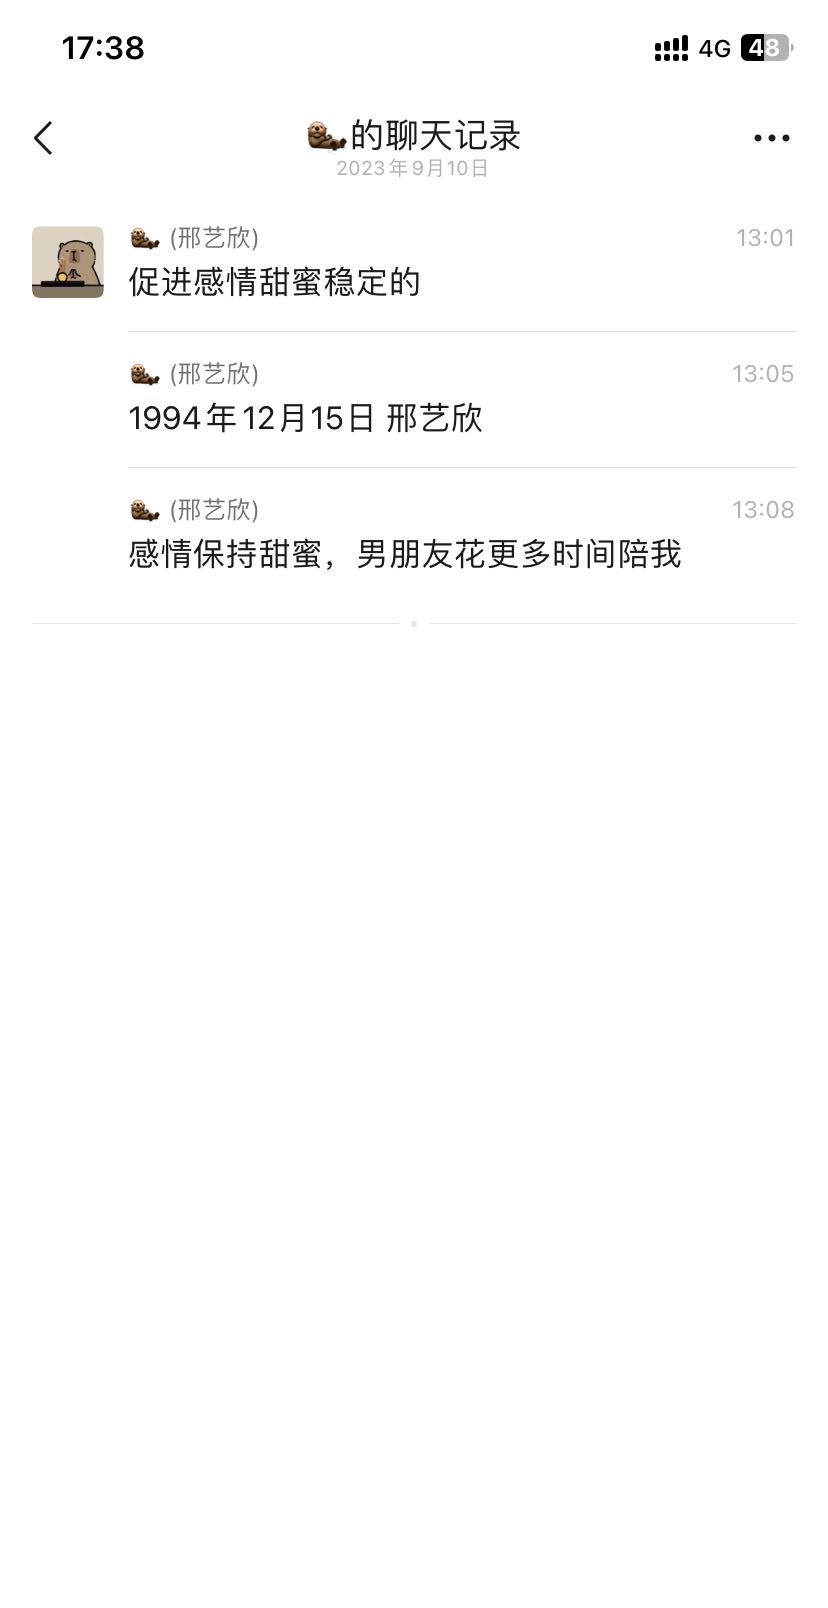 17:38
4G 48
🦦的聊天记录
2023年9月10日
🦦 (邢艺欣) 13:01
促进感情甜蜜稳定的
🦦 (邢艺欣) 13:05
1994年12月15日 邢艺欣
🦦 (邢艺欣) 13:08
感情保持甜蜜，男朋友花更多时间陪我